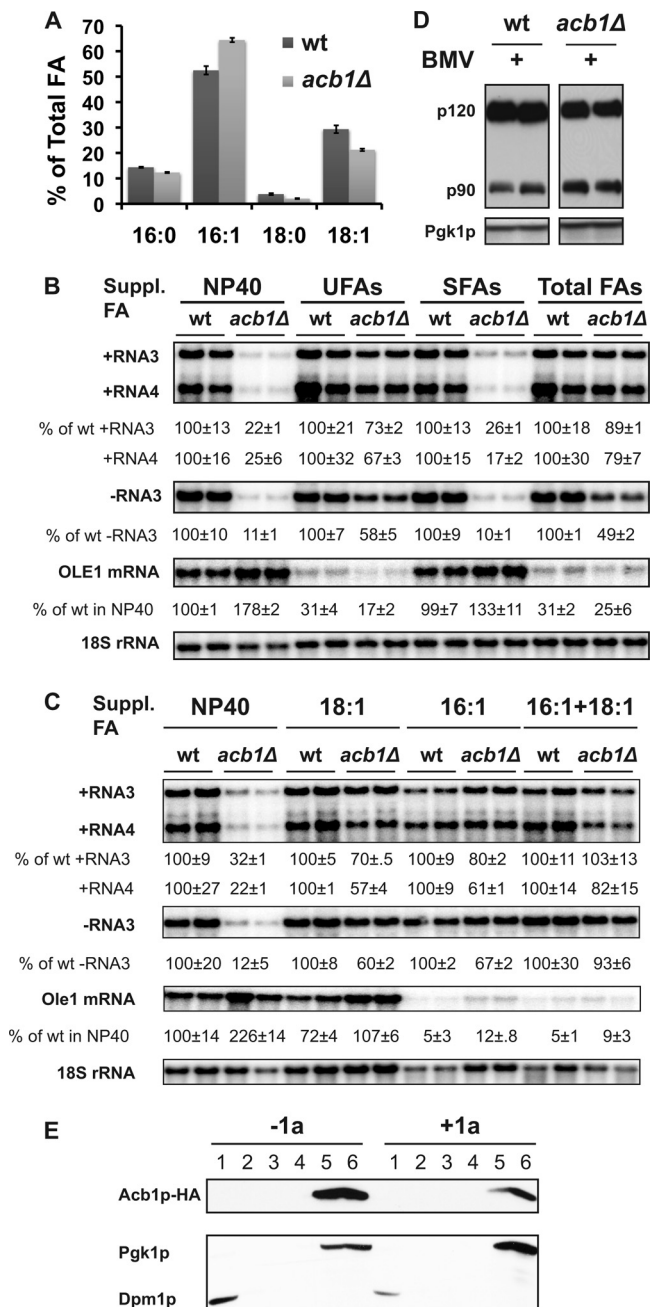 A
wt
acb1Δ
% of Total FA
70
60
50
40
30
20
10
0
16:0 16:1 18:0 18:1
D
wt acb1Δ
BMV + +
p120
p90
Pgk1p
B
Suppl. FA NP40 UFAs SFAs Total FAs
wt acb1Δ wt acb1Δ wt acb1Δ wt acb1Δ
+RNA3
+RNA4
% of wt +RNA3 100±13 22±1 100±21 73±2 100±13 26±1 100±18 89±1
+RNA4 100±16 25±6 100±32 67±3 100±15 17±2 100±30 79±7
-RNA3
% of wt -RNA3 100±10 11±1 100±7 58±5 100±9 10±1 100±1 49±2
OLE1 mRNA
% of wt in NP40 100±1 178±2 31±4 17±2 99±7 133±11 31±2 25±6
18S rRNA
C
Suppl. FA NP40 18:1 16:1 16:1+18:1
wt acb1Δ wt acb1Δ wt acb1Δ wt acb1Δ
+RNA3
+RNA4
% of wt +RNA3 100±9 32±1 100±5 70±.5 100±9 80±2 100±11 103±13
+RNA4 100±27 22±1 100±1 57±4 100±9 61±1 100±14 82±15
-RNA3
% of wt -RNA3 100±20 12±5 100±8 60±2 100±2 67±2 100±30 93±6
Ole1 mRNA
% of wt in NP40 100±14 226±14 72±4 107±6 5±3 12±.8 5±1 9±3
18S rRNA
E
-1a +1a
1 2 3 4 5 6 1 2 3 4 5 6
Acb1p-HA
Pgk1p
Dpm1p